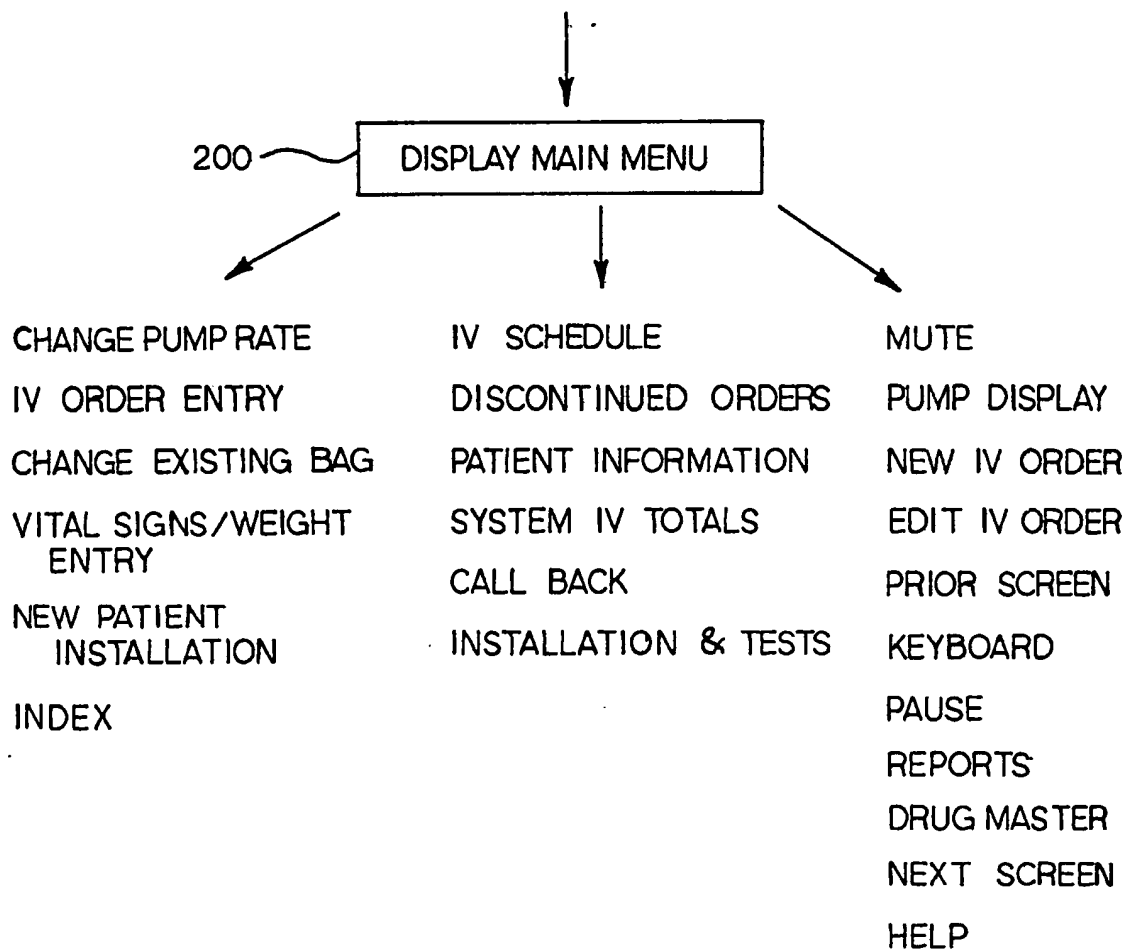 200
DISPLAY MAIN MENU
CHANGE PUMP RATE
IV ORDER ENTRY
CHANGE EXISTING BAG
VITAL SIGNS/WEIGHT
ENTRY
NEW PATIENT
INSTALLATION
INDEX
IV SCHEDULE
DISCONTINUED ORDERS
PATIENT INFORMATION
SYSTEM IV TOTALS
CALL BACK
INSTALLATION & TESTS
MUTE
PUMP DISPLAY
NEW IV ORDER
EDIT IV ORDER
PRIOR SCREEN
KEYBOARD
PAUSE
REPORTS
DRUG MASTER
NEXT SCREEN
HELP